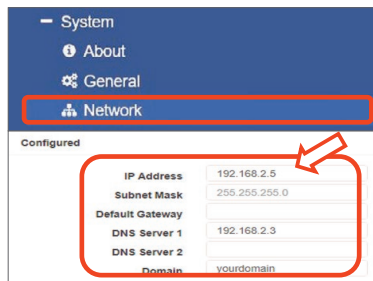 System
About
General
Network
Configured
IP Address 192.168.2.5
Subnet Mask 255.255.255.0
Default Gateway
DNS Server 1 192.168.2.3
DNS Server 2
Domain yourdomain